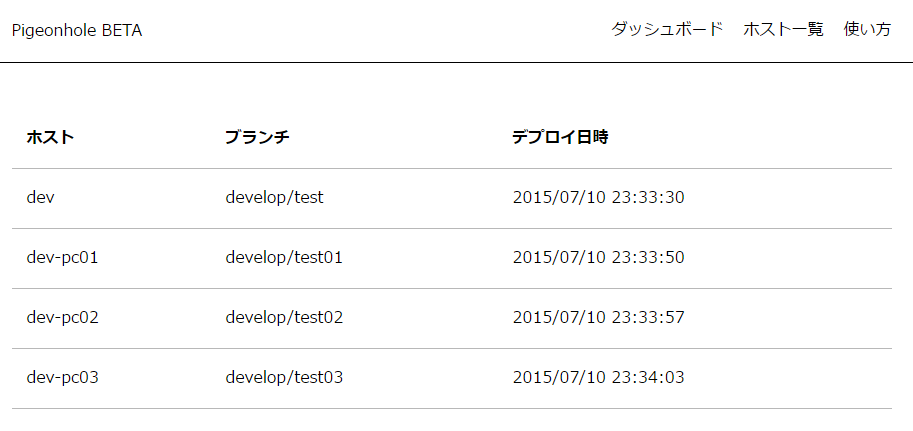 Pigeonhole BETA ダッシュボード ホスト一覧 使い方
ホスト ブランチ デプロイ日時
dev develop/test 2015/07/10 23:33:30
dev-pc01 develop/test01 2015/07/10 23:33:50
dev-pc02 develop/test02 2015/07/10 23:33:57
dev-pc03 develop/test03 2015/07/10 23:34:03